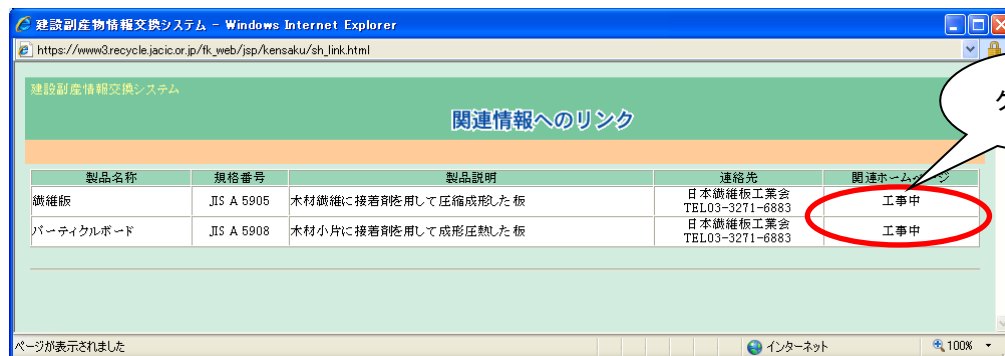 建設副産物情報交換システム - Windows Internet Explorer
https://www3.recycle.jacic.or.jp/fk_web/jsp/kensaku/sh_link.html
建設副産情報交換システム
関連情報へのリンク
製品名称 規格番号 製品説明 連絡先 関連ホームページ
繊維版 JIS A 5905 木材繊維に接着剤を用して圧縮成形した板 日本繊維板工業会 TEL03-3271-6883 工事中
パーティクルボード JIS A 5908 木材小片に接着剤を用して成形圧熱した板 日本繊維板工業会 TEL03-3271-6883 工事中
ページが表示されました インターネット 100%